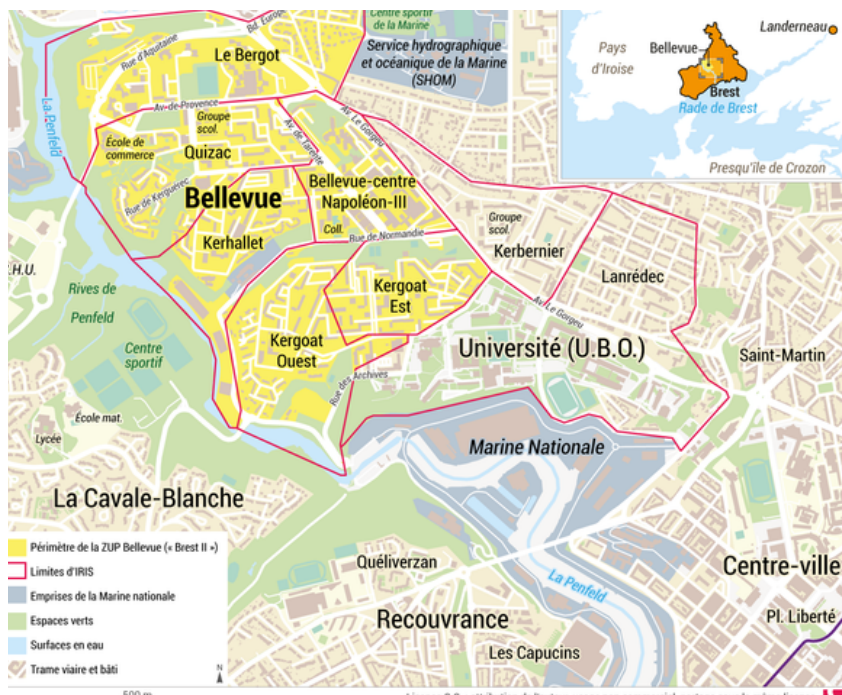 Centre sportif
de la Marine
Bd. Europe
Rue d'Aquitaine
Le Bergot
Service hydrographique
et océanique de la Marine
(SHOM)
Landerneau
Pays
d'Iroise
Bellevue
Brest
Rade de Brest
Presqu'île de Crozon
La Penfeld
Av. de Provence
Groupe
scol.
Av. de Tarente
Av. Le Gorgeu
École de
commerce
Quizac
Rue de Kerguerec
Bellevue
Bellevue-centre
Napoléon-III
Coll.
Kerhallet
Rue de Normandie
Groupe
scol.
Kerbernier
Lanrédec
.H.U.
Rives de
Penfeld
Kergoat
Est
Av. Le Gorgeu
Kergoat
Ouest
Université (U.B.O.)
Saint-Martin
Centre
sportif
Rue des Archives
École mat.
Lycée
Marine Nationale
La Cavale-Blanche
Périmètre de la ZUP Bellevue (« Brest II »)
Limites d'IRIS
Emprises de la Marine nationale
Espaces verts
Surfaces en eau
Trame viaire et bâti
N
Quéliverzan
La Penfeld
Centre-ville
Recouvrance
Pl. Liberté
Les Capucins
500 m